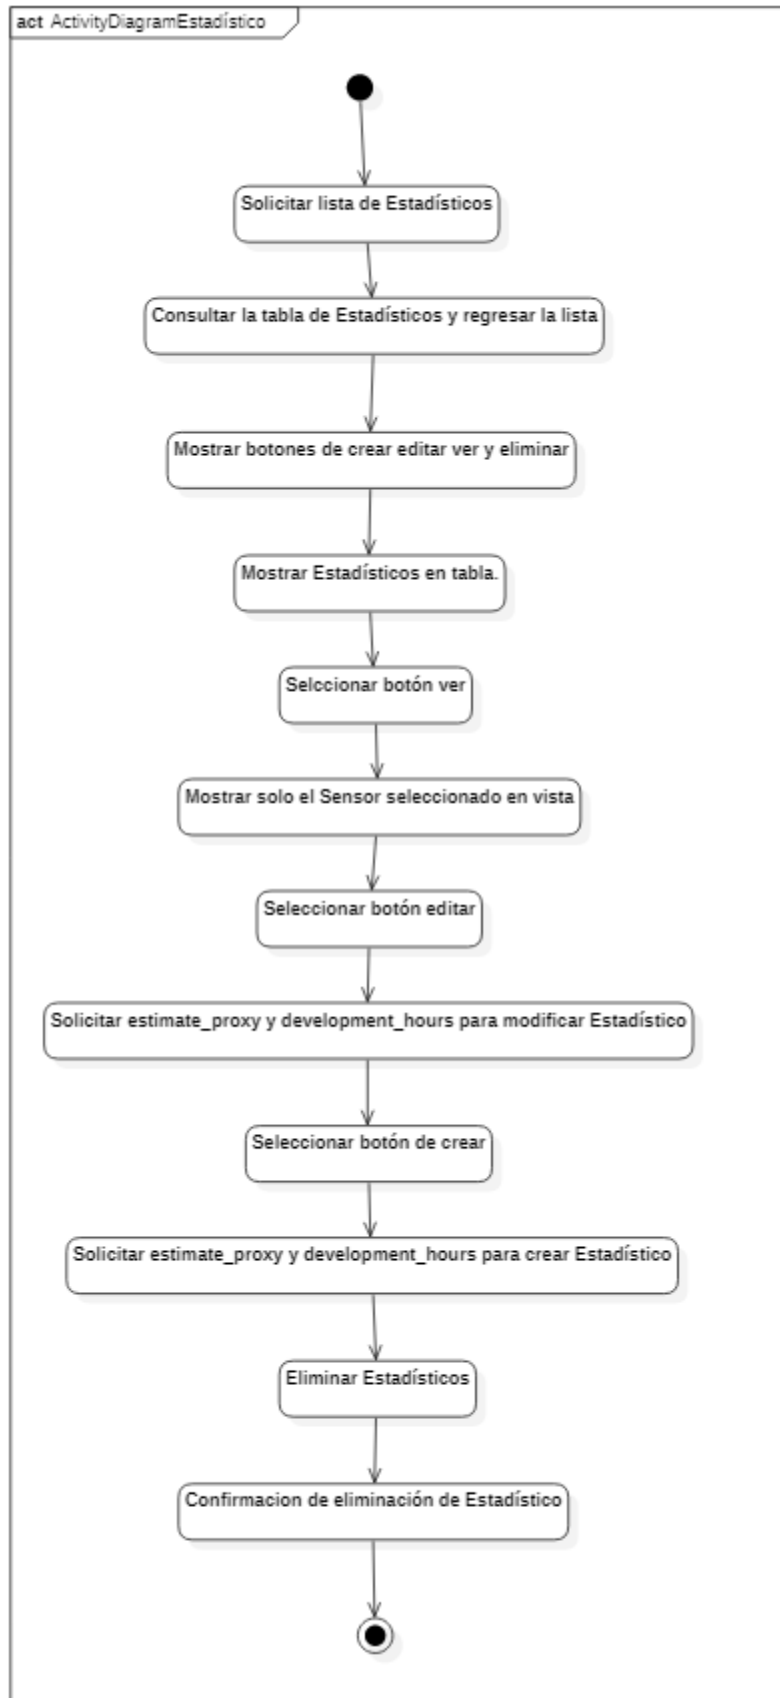 act ActivityDiagramEstadístico
Solicitar lista de Estadísticos
Consultar la tabla de Estadísticos y regresar la lista
Mostrar botones de crear editar ver y eliminar
Mostrar Estadísticos en tabla.
Selccionar botón ver
Mostrar solo el Sensor seleccionado en vista
Seleccionar botón editar
Solicitar estimate_proxy y development_hours para modificar Estadístico
Seleccionar botón de crear
Solicitar estimate_proxy y development_hours para crear Estadístico
Eliminar Estadísticos
Confirmacion de eliminación de Estadístico